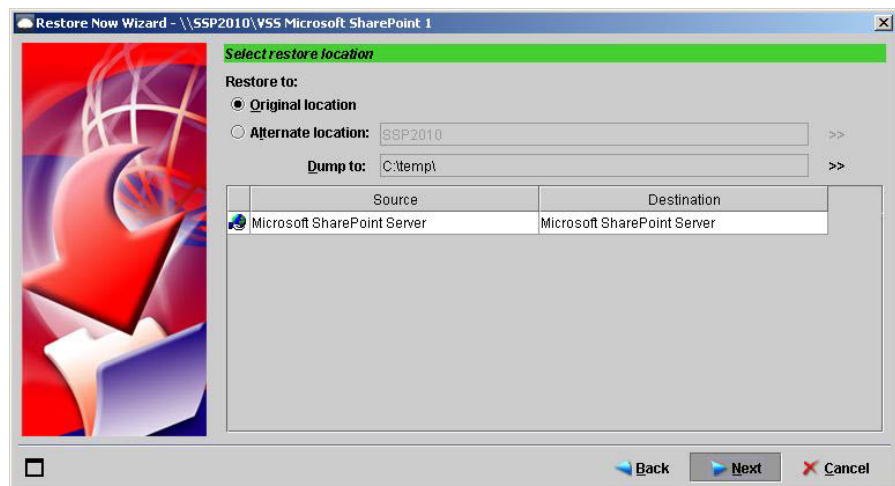 Restore Now Wizard - \\SSP2010\VSS Microsoft SharePoint 1
Select restore location
Restore to:
Original location
Alternate location: SSP2010 >>
Dump to: C:\temp\ >>
Source Destination
Microsoft SharePoint Server Microsoft SharePoint Server
Back Next Cancel